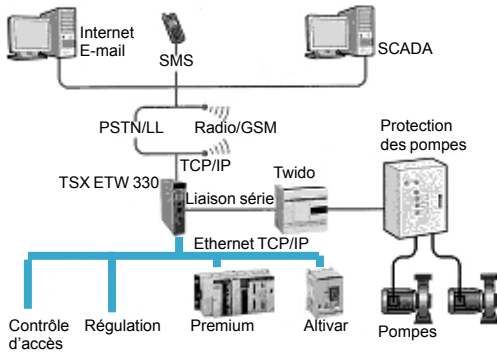 Internet
E-mail
SMS
SCADA
PSTN/LL
Radio/GSM
TCP/IP
Protection
des pompes
TSX ETW 330
Twido
Liaison série
Ethernet TCP/IP
Contrôle
d'accès
Régulation
Premium
Altivar
Pompes